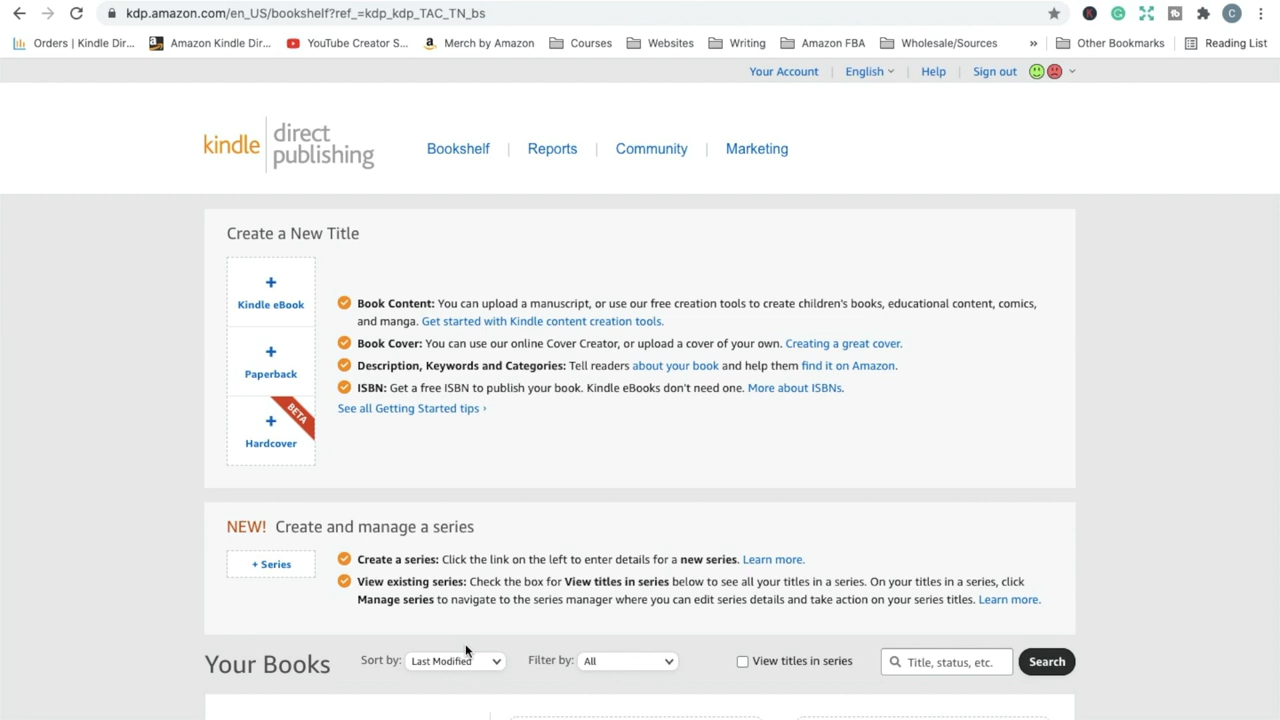 kdp.amazon.com/en_US/bookshelf?ref_=kdp_kdp_TAC_TN_bs
Orders | Kindle Dir... Amazon Kindle Dir... YouTube Creator S... Merch by Amazon Courses Websites Writing Amazon FBA Wholesale/Sources » Other Bookmarks Reading List
Your Account | English | Help | Sign out
kindle direct publishing
Bookshelf | Reports | Community | Marketing
Create a New Title
+
Kindle eBook
+
Paperback
BETA
+
Hardcover
Book Content: You can upload a manuscript, or use our free creation tools to create children's books, educational content, comics,
and manga. Get started with Kindle content creation tools.
Book Cover: You can use our online Cover Creator, or upload a cover of your own. Creating a great cover.
Description, Keywords and Categories: Tell readers about your book and help them find it on Amazon.
ISBN: Get a free ISBN to publish your book. Kindle eBooks don't need one. More about ISBNs.
See all Getting Started tips ›
NEW! Create and manage a series
+ Series
Create a series: Click the link on the left to enter details for a new series. Learn more.
View existing series: Check the box for View titles in series below to see all your titles in a series. On your titles in a series, click
Manage series to navigate to the series manager where you can edit series details and take action on your series titles. Learn more.
Your Books Sort by: Last Modified Filter by: All View titles in series Title, status, etc. Search